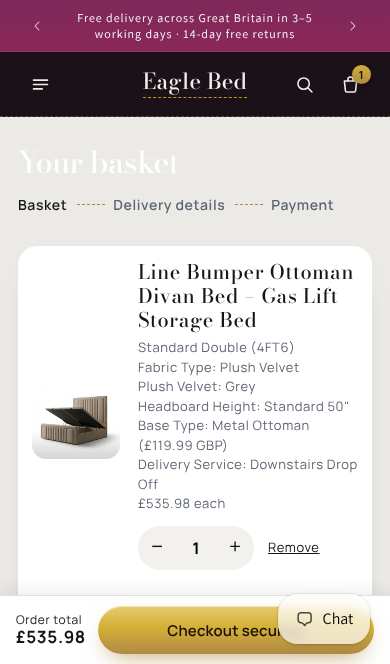 Free delivery across Great Britain in 3–5
working days · 14-day free returns
Eagle Bed
1
Your basket
Basket
Delivery details
Payment
Line Bumper Ottoman
Divan Bed – Gas Lift
Storage Bed
Standard Double (4FT6)
Fabric Type: Plush Velvet
Plush Velvet: Grey
Headboard Height: Standard 50"
Base Type: Metal Ottoman
(£119.99 GBP)
Delivery Service: Downstairs Drop
Off
£535.98 each
− 1 +
Remove
Order total
£535.98
Checkout secur
Chat